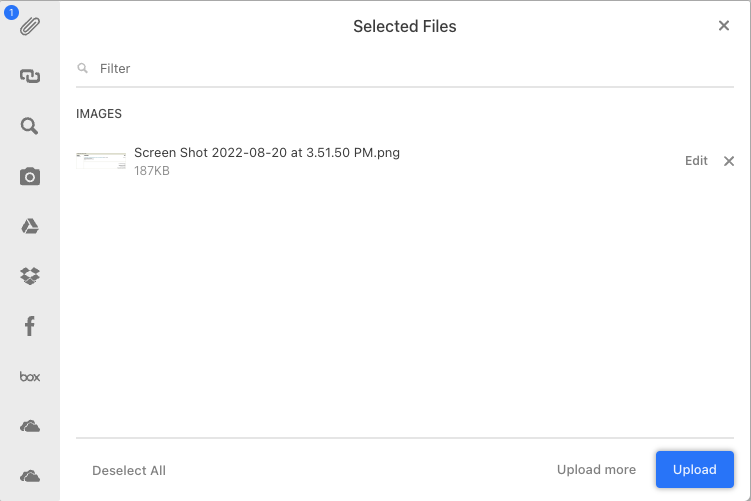 1
Selected Files
Filter
IMAGES
Screen Shot 2022-08-20 at 3.51.50 PM.png
187KB
Edit
box
Deselect All
Upload more
Upload